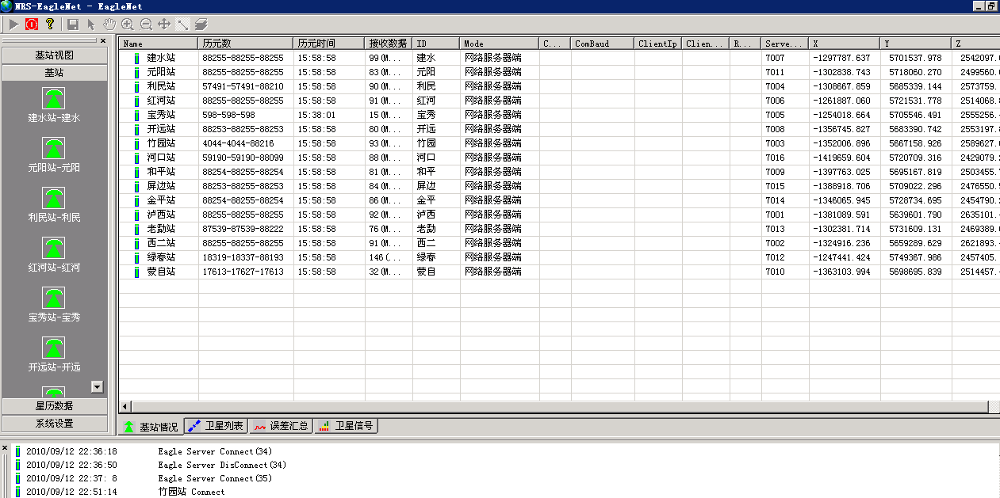 NRS-EagleNet - EagleNet
基站视图
基站
建水站-建水
元阳站-元阳
利民站-利民
红河站-红河
宝秀站-宝秀
开远站-开远
星历数据
系统设置
Name 历元数 历元时间 接收数据 ID Mode C... ComBaud ClientIp Clien... R... Serve... X Y Z
建水站 88255-88255-88255 15:58:58 99(M... 建水 网络服务器端 7007 -1297787.637 5701537.978 2542097.
元阳站 88255-88255-88255 15:58:58 83(M... 元阳 网络服务器端 7011 -1302838.743 5718060.270 2499560.
利民站 57491-57491-88210 15:58:58 90(M... 利民 网络服务器端 7004 -1308667.859 5685339.144 2573759.
红河站 88255-88255-88255 15:58:58 91(M... 红河 网络服务器端 7006 -1261887.060 5721531.778 2514068.
宝秀站 598-598-598 15:38:01 15(M... 宝秀 网络服务器端 7005 -1254018.664 5705546.491 2555256.
开远站 88253-88255-88253 15:58:58 80(M... 开远 网络服务器端 7008 -1356745.827 5683390.742 2553197.
竹园站 4044-4044-88216 15:58:58 93(M... 竹园 网络服务器端 7003 -1352006.896 5667158.926 2589627.
河口站 59190-59190-88099 15:58:58 88(M... 河口 网络服务器端 7016 -1419659.604 5720709.316 2429079.
和平站 88254-88255-88254 15:58:58 81(M... 和平 网络服务器端 7009 -1397763.025 5695167.819 2503455.
屏边站 88253-88255-88253 15:58:58 84(M... 屏边 网络服务器端 7015 -1388918.706 5709022.296 2476550.
金平站 88254-88255-88254 15:58:58 86(M... 金平 网络服务器端 7014 -1346065.945 5728734.695 2454790.
泸西站 88255-88255-88255 15:58:58 92(M... 泸西 网络服务器端 7001 -1381089.591 5639601.790 2635101.
老勐站 87539-87539-88222 15:58:58 76(M... 老勐 网络服务器端 7013 -1302381.714 5731609.131 2469389.
西二站 88255-88255-88255 15:58:58 91(M... 西二 网络服务器端 7002 -1324916.236 5659289.629 2621893.
绿春站 18319-18337-88193 15:58:58 146(... 绿春 网络服务器端 7012 -1247441.424 5749367.986 2457405.
蒙自站 17613-17627-17613 15:58:58 32(M... 蒙自 网络服务器端 7010 -1363103.994 5698695.839 2514457.
基站情况 卫星列表 误差汇总 卫星信号
2010/09/12 22:36:18 Eagle Server Connect(34)
2010/09/12 22:36:50 Eagle Server DisConnect(34)
2010/09/12 22:37: 8 Eagle Server Connect(35)
2010/09/12 22:51:14 竹园站 Connect